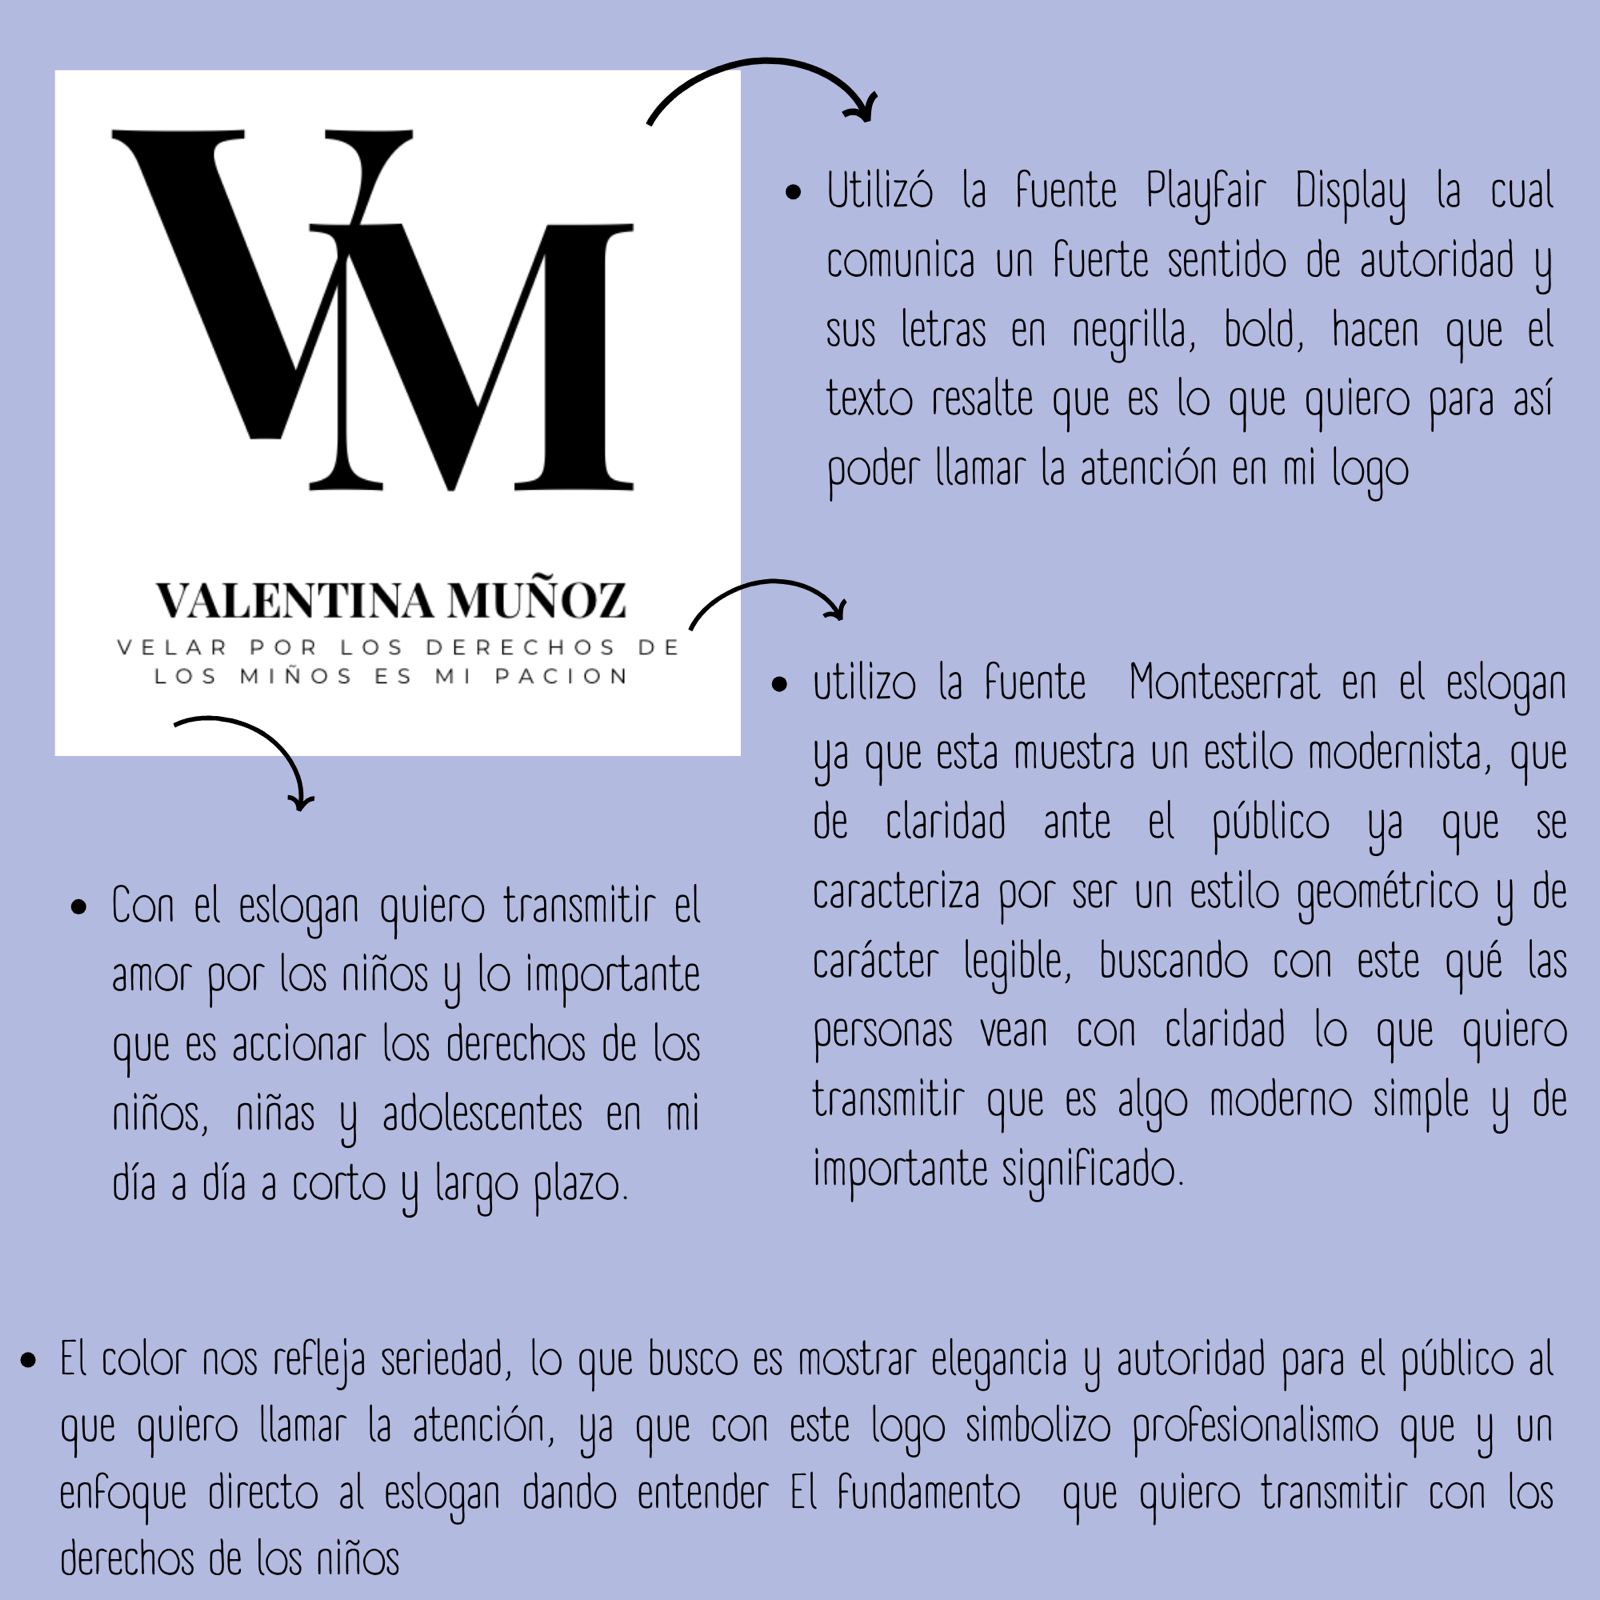 VM
VALENTINA MUÑOZ
VELAR POR LOS DERECHOS DE
LOS MIÑOS ES MI PACION
Utilizó la fuente Playfair Display la cual
comunica un fuerte sentido de autoridad y
sus letras en negrilla, bold, hacen que el
texto resalte que es lo que quiero para así
poder llamar la atención en mi logo
utilizo la fuente Monteserrat en el eslogan
ya que esta muestra un estilo modernista, que
de claridad ante el público ya que se
caracteriza por ser un estilo geométrico y de
carácter legible, buscando con este qué las
personas vean con claridad lo que quiero
transmitir que es algo moderno simple y de
importante significado.
Con el eslogan quiero transmitir el
amor por los niños y lo importante
que es accionar los derechos de los
niños, niñas y adolescentes en mi
día a día a corto y largo plazo.
El color nos refleja seriedad, lo que busco es mostrar elegancia y autoridad para el público al
que quiero llamar la atención, ya que con este logo simbolizo profesionalismo que y un
enfoque directo al eslogan dando entender El fundamento que quiero transmitir con los
derechos de los niños